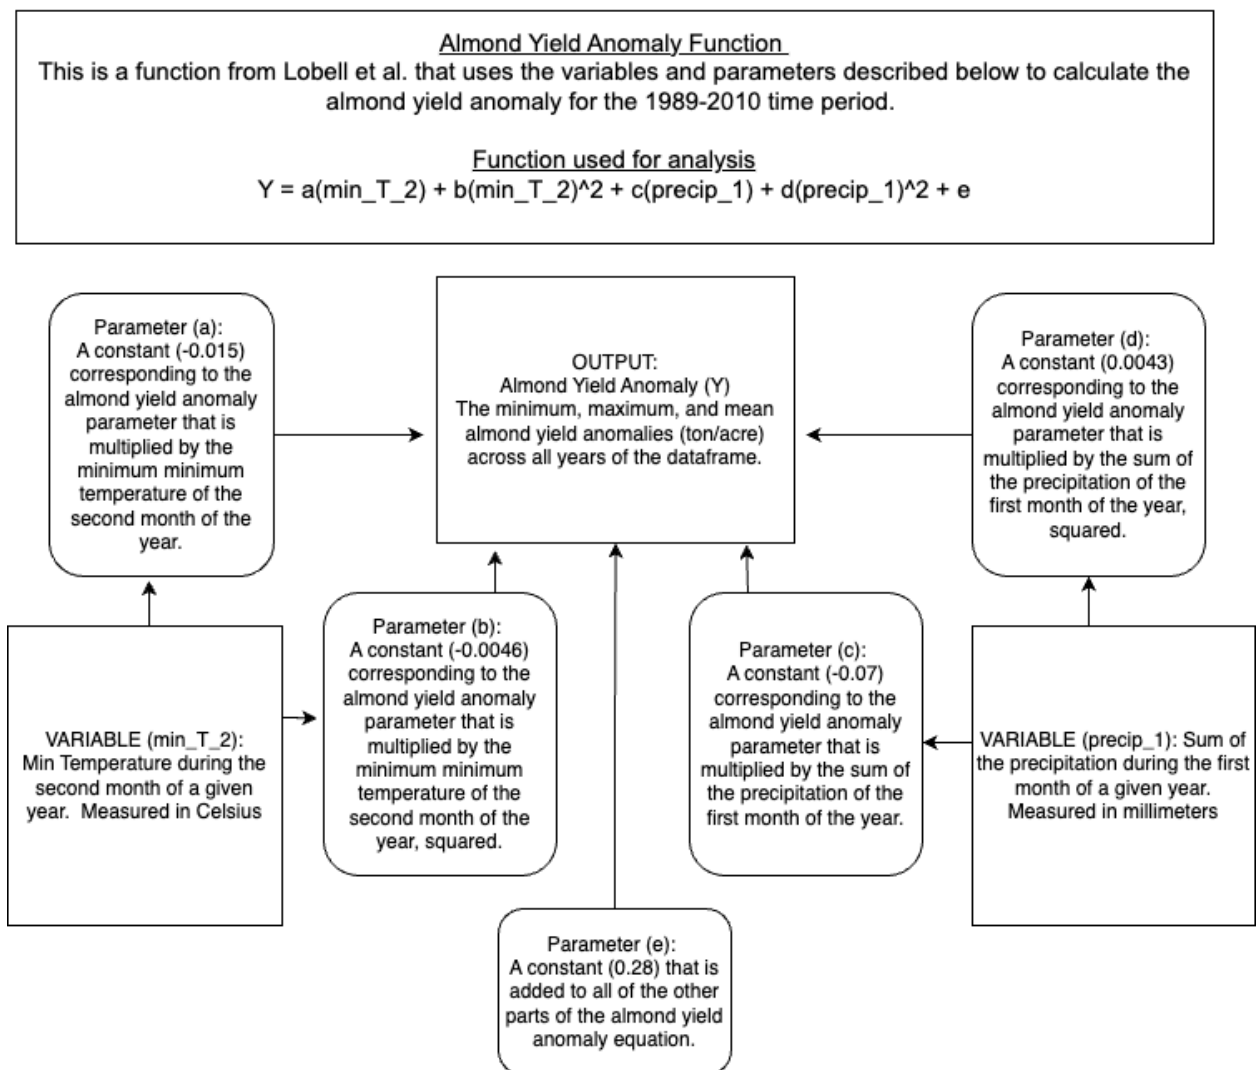 Almond Yield Anomaly Function
This is a function from Lobell et al. that uses the variables and parameters described below to calculate the
almond yield anomaly for the 1989-2010 time period.
Function used for analysis
Y = a(min_T_2) + b(min_T_2)^2 + c(precip_1) + d(precip_1)^2 + e
Parameter (a):
A constant (-0.015)
corresponding to the
almond yield anomaly
parameter that is
multiplied by the
minimum minimum
temperature of the
second month of the
year.
OUTPUT:
Almond Yield Anomaly (Y)
The minimum, maximum, and mean
almond yield anomalies (ton/acre)
across all years of the dataframe.
Parameter (d):
A constant (0.0043)
corresponding to the
almond yield anomaly
parameter that is
multiplied by the sum of
the precipitation of the
first month of the year,
squared.
VARIABLE (min_T_2):
Min Temperature during the
second month of a given
year.  Measured in Celsius
Parameter (b):
A constant (-0.0046)
corresponding to the
almond yield anomaly
parameter that is
multiplied by the
minimum minimum
temperature of the
second month of the
year, squared.
Parameter (c):
A constant (-0.07)
corresponding to the
almond yield anomaly
parameter that is
multiplied by the sum of
the precipitation of the
first month of the year.
VARIABLE (precip_1): Sum of
the precipitation during the first
month of a given year.
Measured in millimeters
Parameter (e):
A constant (0.28) that is
added to all of the other
parts of the almond yield
anomaly equation.